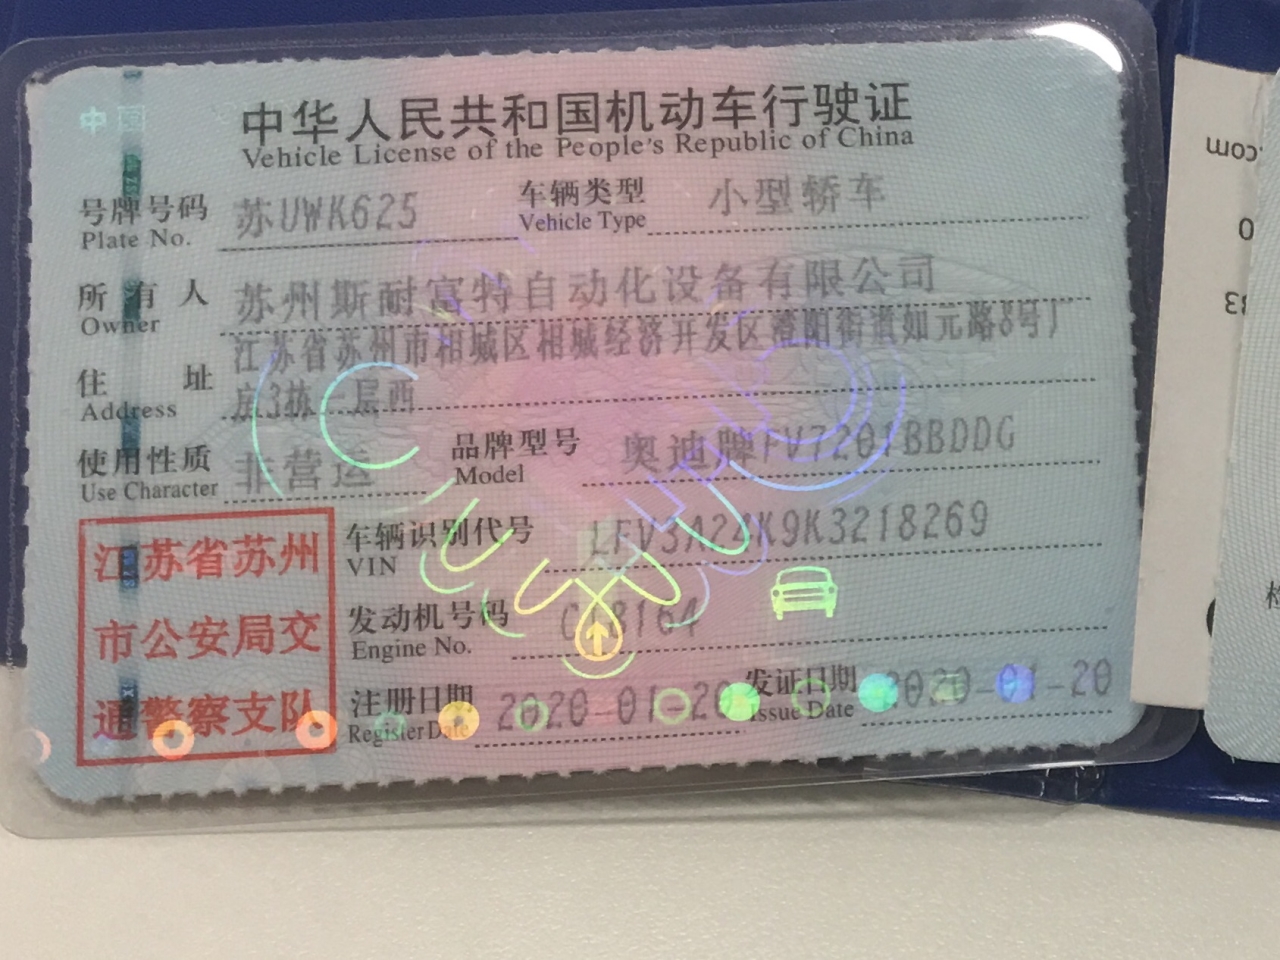 中国
中华人民共和国机动车行驶证
Vehicle License of the People's Republic of China
号牌号码 苏UWK625 车辆类型 小型轿车
Plate No. Vehicle Type
所有人 苏州斯耐富特自动化设备有限公司
Owner
江苏省苏州市相城区相城经济开发区澄阳街道如元路8号厂
住址 房3栋一层西
Address
使用性质 非营运 品牌型号 奥迪牌FV7201BBDDG
Use Character Model
江苏省苏州
市公安局交
通警察支队
车辆识别代号 LFV3A24K9K3218269
VIN
发动机号码
Engine No.
注册日期 2020-01-20 发证日期 2020-01-20
Register Date Issue Date
.com
0